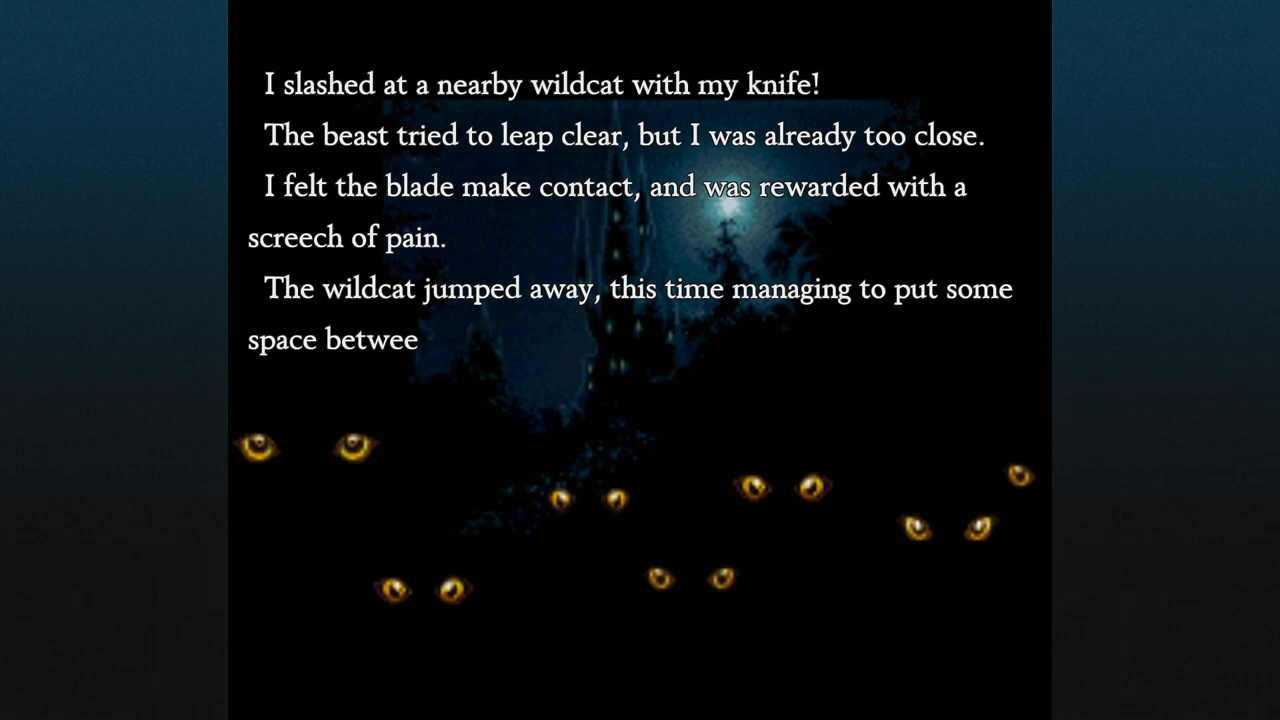 I slashed at a nearby wildcat with my knife!
The beast tried to leap clear, but I was already too close.
I felt the blade make contact, and was rewarded with a
screech of pain.
The wildcat jumped away, this time managing to put some
space betwee